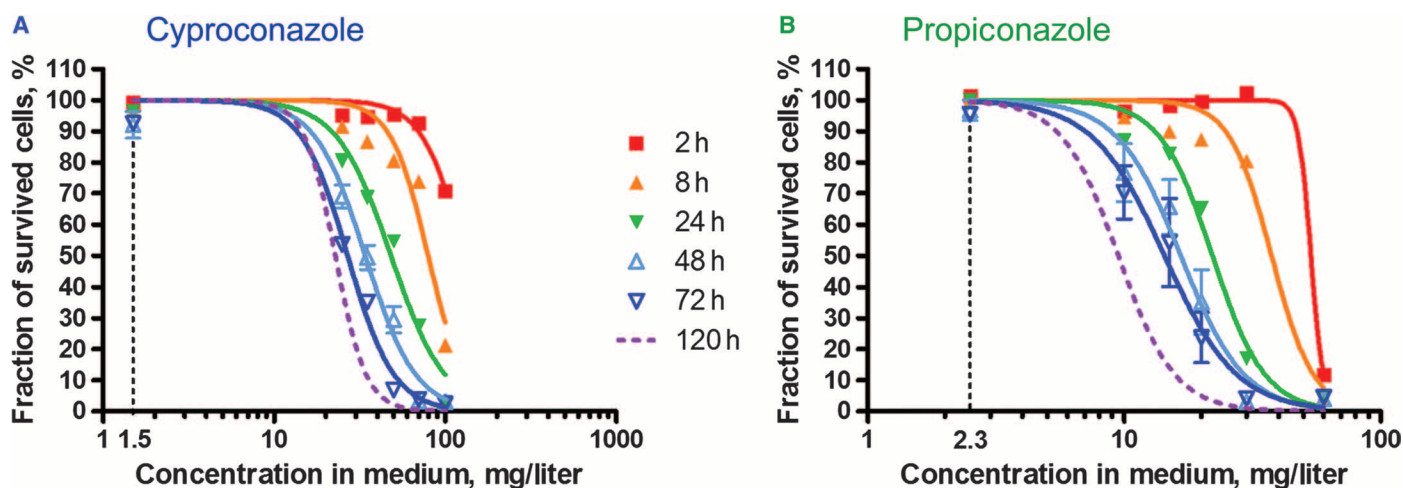 A Cyproconazole
Fraction of survived cells, %
110
100
90
80
70
60
50
40
30
20
10
0
1 1.5 10 100 1000
Concentration in medium, mg/liter
2 h
8 h
24 h
48 h
72 h
120 h
B Propiconazole
Fraction of survived cells, %
110
100
90
80
70
60
50
40
30
20
10
0
1 2.3 10 100
Concentration in medium, mg/liter